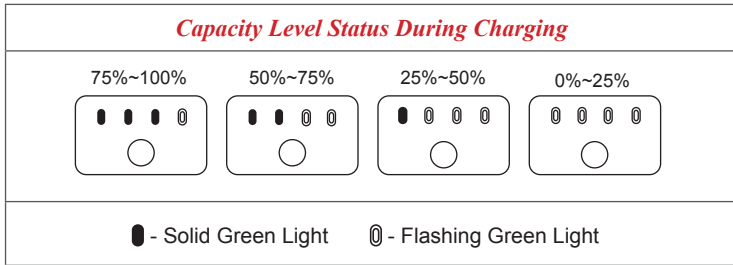 Capacity Level Status During Charging
75%~100% 50%~75% 25%~50% 0%~25%
- Solid Green Light - Flashing Green Light